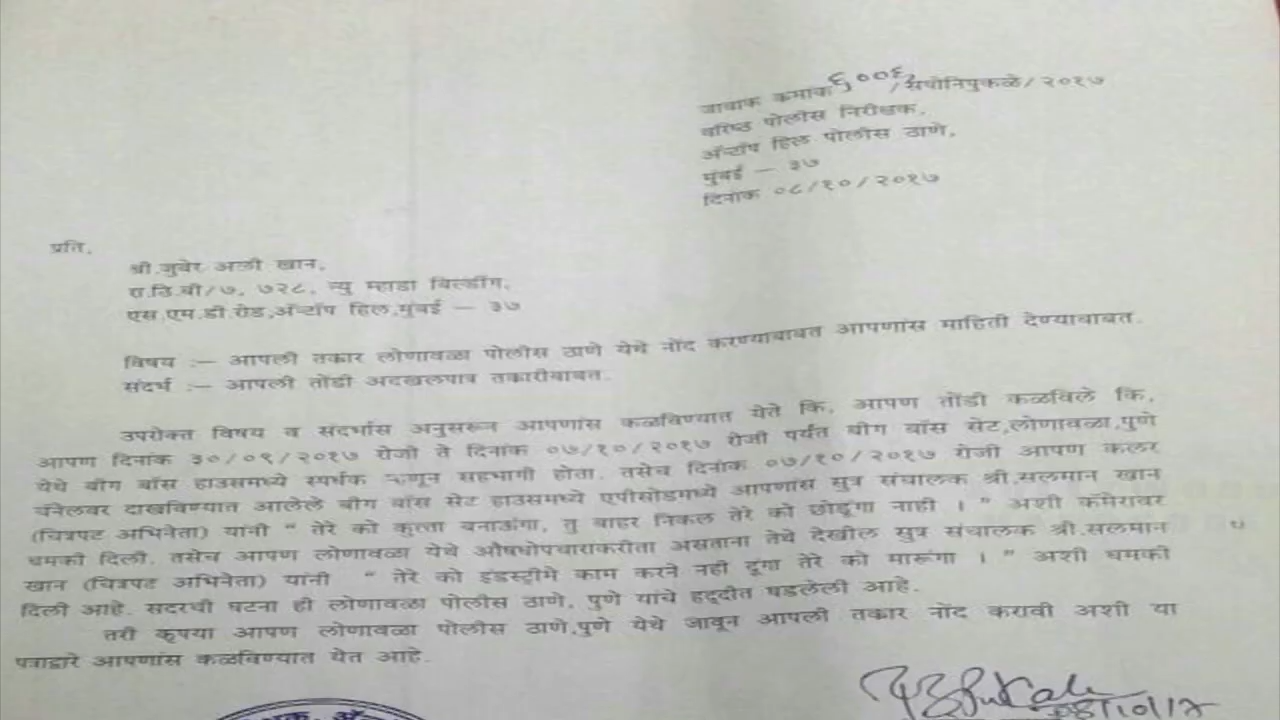 जावक क्रमांक ६००६/सपोनिपुकळे/२०१७
वरिष्ठ पोलीस निरीक्षक,
ॲन्टॉप हिल पोलीस ठाणे,
मुंबई — ३७
दिनांक ०८/१०/२०१७
प्रति,
श्री.जुबेर अली खान,
रा.ठि.बी/७, ७२८, न्यु म्हाडा बिल्डींग,
एस.एम.डी.रोड,ॲन्टॉप हिल,मुंबई — ३७
विषय :— आपली तकार लोणावळा पोलीस ठाणे येथे नोंद करण्याबाबत आपणांस माहिती देण्याबाबत.
संदर्भ :— आपली तोंडी अदखलपात्र तकारीबाबत.
उपरोक्त विषय व संदर्भास अनुसरून आपणांस कळविण्यात येते कि, आपण तोंडी कळविले कि,
आपण दिनांक ३०/०९/२०१७ रोजी ते दिनांक ०७/१०/२०१७ रोजी पर्यंत बीग बॉस सेट,लोणावळा,पुणे
येथे बीग बॉस हाउसमध्ये स्पर्धक म्हणून सहभागी होता. तसेच दिनांक ०७/१०/२०१७ रोजी आपण कलर
चॅनेलवर दाखविण्यात आलेले बीग बॉस सेट हाउसमध्ये एपीसोडमध्ये आपणांस सुत्र संचालक श्री.सलमान खान
(चित्रपट अभिनेता) यांनी “ तेरे को कुत्ता बनाऊंगा, तु बाहर निकल तेरे को छोडूंगा नाही । ” अशी कॅमेरावर
धमकी दिली. तसेच आपण लोणावळा येथे औषधोपचाराकरीता असताना तेथे देखील सुत्र संचालक श्री.सलमान
खान (चित्रपट अभिनेता) यांनी “ तेरे को इंडस्ट्रीमे काम करने नही दूंगा तेरे को मारूंगा । ” अशी धमकी
दिली आहे. सदरची घटना ही लोणावळा पोलीस ठाणे, पुणे यांचे हद्दीत घडलेली आहे.
तरी कृपया आपण लोणावळा पोलीस ठाणे,पुणे येथे जावून आपली तकार नोंद करावी अशी या
पत्राद्वारे आपणांस कळविण्यात येत आहे.